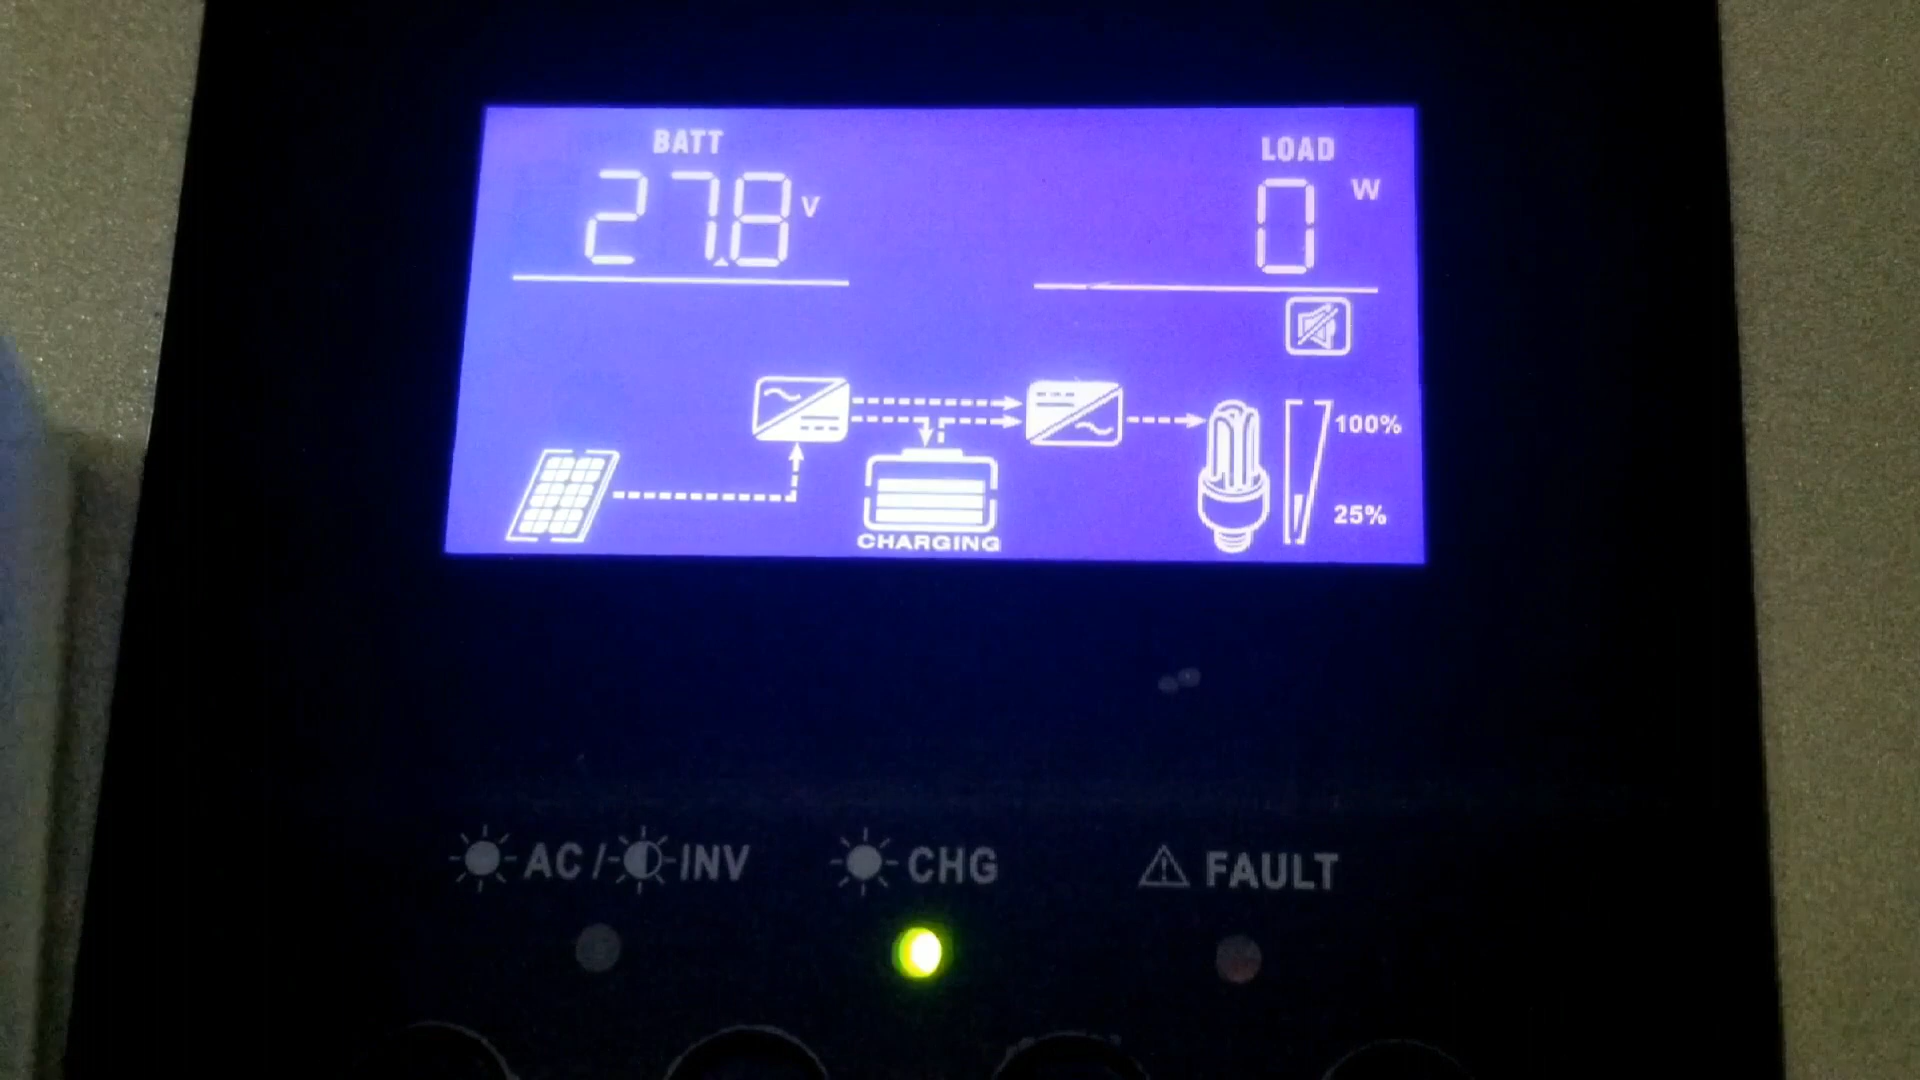 BATT
27.8 V
LOAD
0 W
100%
25%
CHARGING
AC / INV
CHG
FAULT